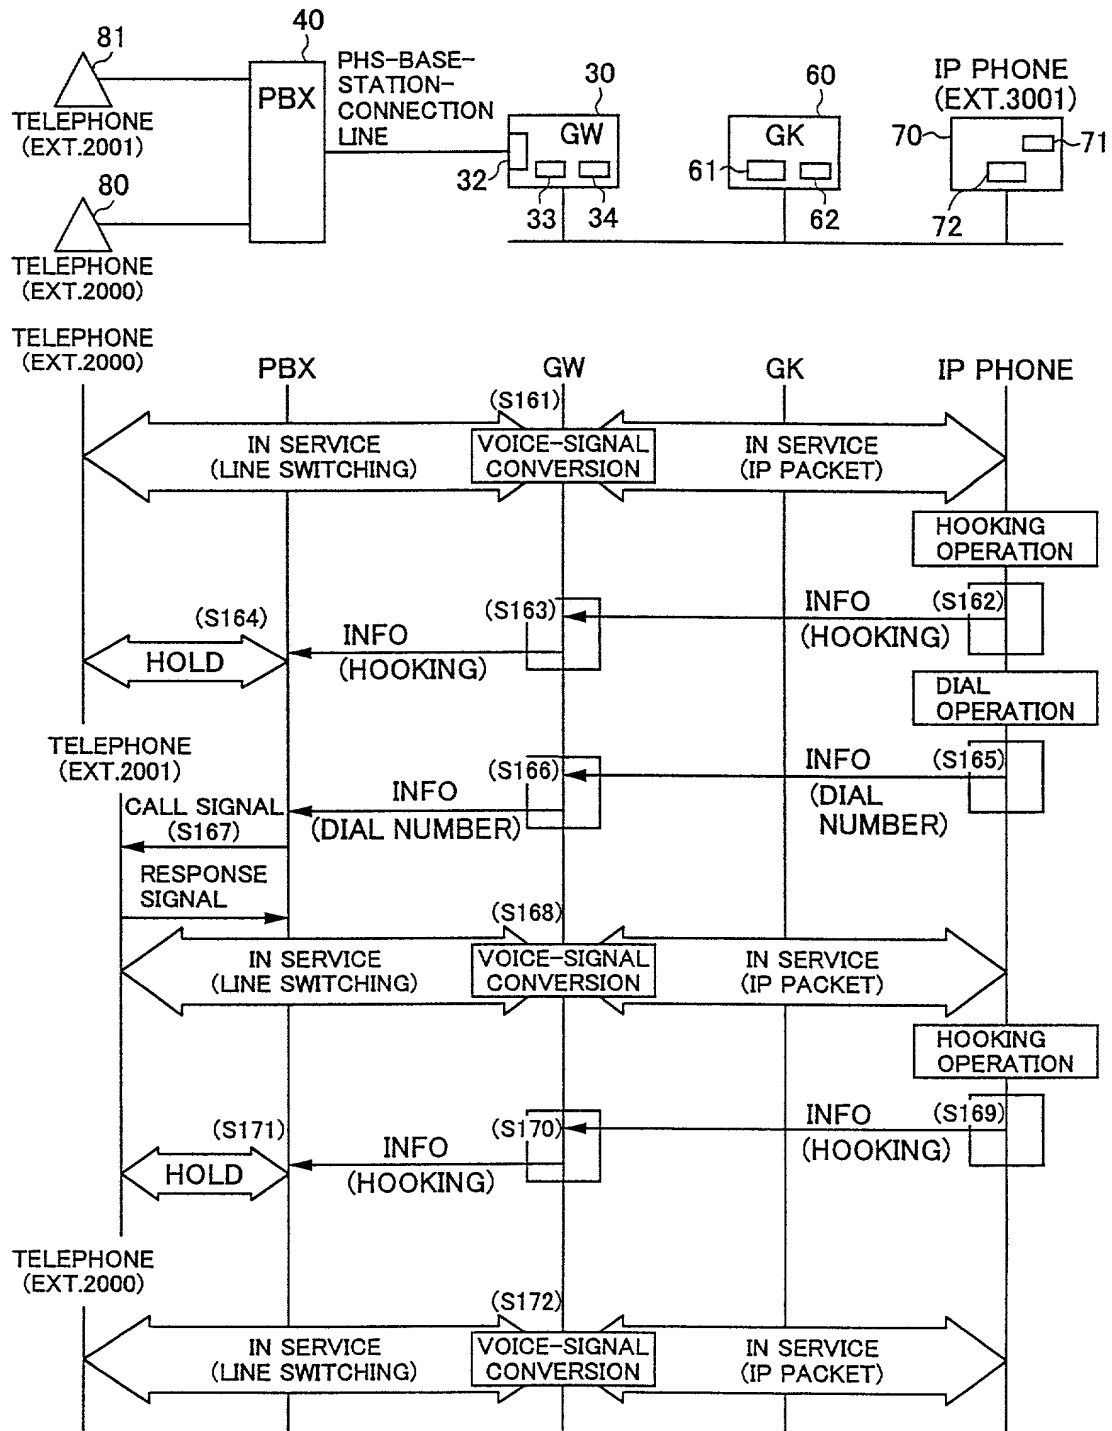 81
40
TELEPHONE
(EXT.2001)
PBX
PHS-BASE-
STATION-
CONNECTION
LINE
30
GW
32
33
34
60
GK
61
62
IP PHONE
(EXT.3001)
70
71
72
80
TELEPHONE
(EXT.2000)
TELEPHONE
(EXT.2000)
PBX
GW
GK
IP PHONE
(S161)
IN SERVICE
(LINE SWITCHING)
VOICE-SIGNAL
CONVERSION
IN SERVICE
(IP PACKET)
HOOKING
OPERATION
(S162)
INFO
(HOOKING)
(S163)
INFO
(HOOKING)
(S164)
HOLD
DIAL
OPERATION
TELEPHONE
(EXT.2001)
(S165)
INFO
(DIAL
NUMBER)
(S166)
INFO
(DIAL NUMBER)
CALL SIGNAL
(S167)
RESPONSE
SIGNAL
(S168)
IN SERVICE
(LINE SWITCHING)
VOICE-SIGNAL
CONVERSION
IN SERVICE
(IP PACKET)
HOOKING
OPERATION
(S169)
INFO
(HOOKING)
(S170)
INFO
(HOOKING)
(S171)
HOLD
TELEPHONE
(EXT.2000)
(S172)
IN SERVICE
(LINE SWITCHING)
VOICE-SIGNAL
CONVERSION
IN SERVICE
(IP PACKET)